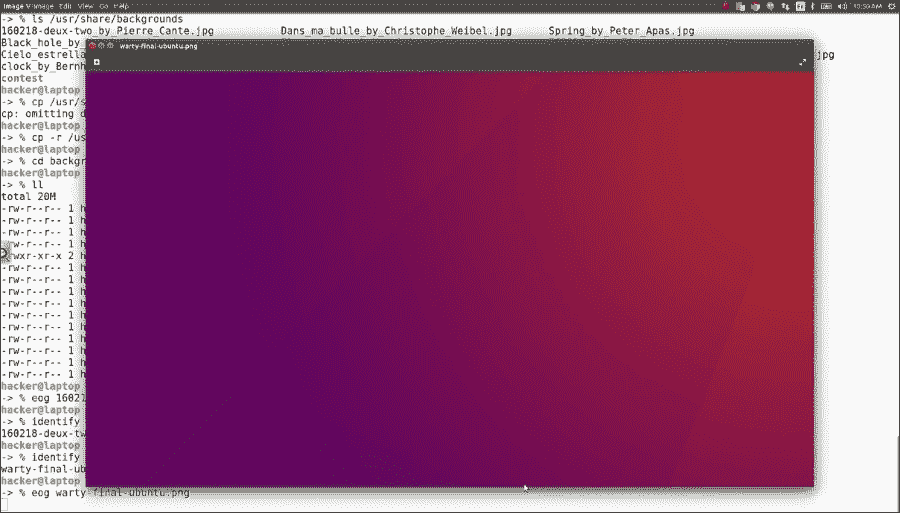 Image Viewer Image Edit View Go Help 10:56 AM
-> % ls /usr/share/backgrounds
160218-deux-two_by_Pierre_Cante.jpg Dans_ma_bulle_by_Christophe_Weibel.jpg Spring_by_Peter_Apas.jpg
warty-final-ubuntu.png
Black_hole_by
Cielo_estrella jpg
clock_by_Bernh
contest
hacker@laptop
-> % cp /usr/s
cp: omitting d
hacker@laptop
-> % cp -r /us
hacker@laptop
-> % cd backgr
hacker@laptop
-> % ll
total 20M
-rw-r--r-- 1 h
-rw-r--r-- 1 h
-rw-r--r-- 1 h
-rw-r--r-- 1 h
rwxr-xr-x 2 h
-rw-r--r-- 1 h
-rw-r--r-- 1 h
-rw-r--r-- 1 h
-rw-r--r-- 1 h
-rw-r--r-- 1 h
-rw-r--r-- 1 h
-rw-r--r-- 1 h
-rw-r--r-- 1 h
-rw-r--r-- 1 h
-rw-r--r-- 1 h
hacker@laptop
-> % eog 16021
hacker@laptop
-> % identify
160218-deux-tw
hacker@laptop
-> % identify
warty-final-ub
hacker@laptop
-> % eog warty-final-ubuntu.png